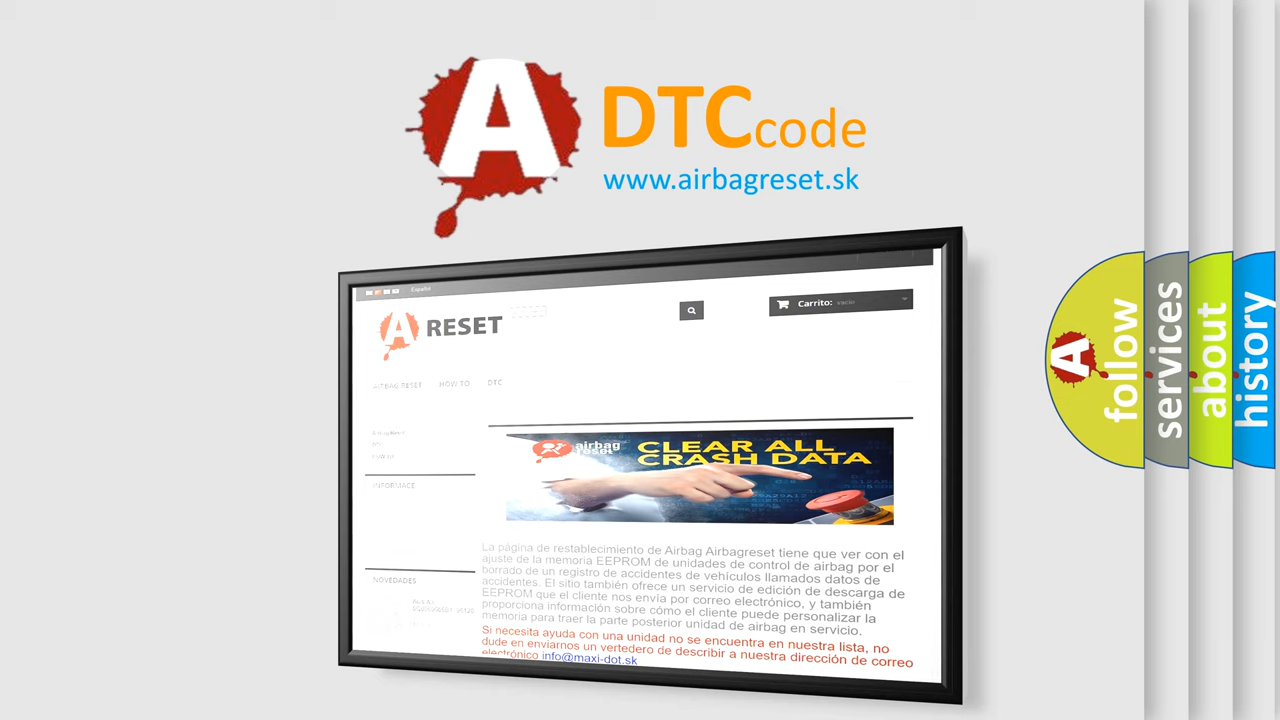 A
DTCcode
www.airbagreset.sk
Español
A RESET
Carrito: vacío
AIRBAG RESET HOW TO DTC
INFORMACE
NOVEDADES
airbag
reset
CLEAR ALL
CRASH DATA
La página de restablecimiento de Airbag Airbagreset tiene que ver con el
ajuste de la memoria EEPROM de unidades de control de airbag por el
borrado de un registro de accidentes de vehículos llamados datos de
accidentes. El sitio también ofrece un servicio de edición de descarga de
EEPROM que el cliente nos envía por correo electrónico, y también
proporciona información sobre cómo el cliente puede personalizar la
memoria para traer la parte posterior unidad de airbag en servicio.
Si necesita ayuda con una unidad no se encuentra en nuestra lista, no
dude en enviarnos un vertedero de describir a nuestra dirección de correo
electrónico info@maxi-dot.sk
A
follow
services
about
history